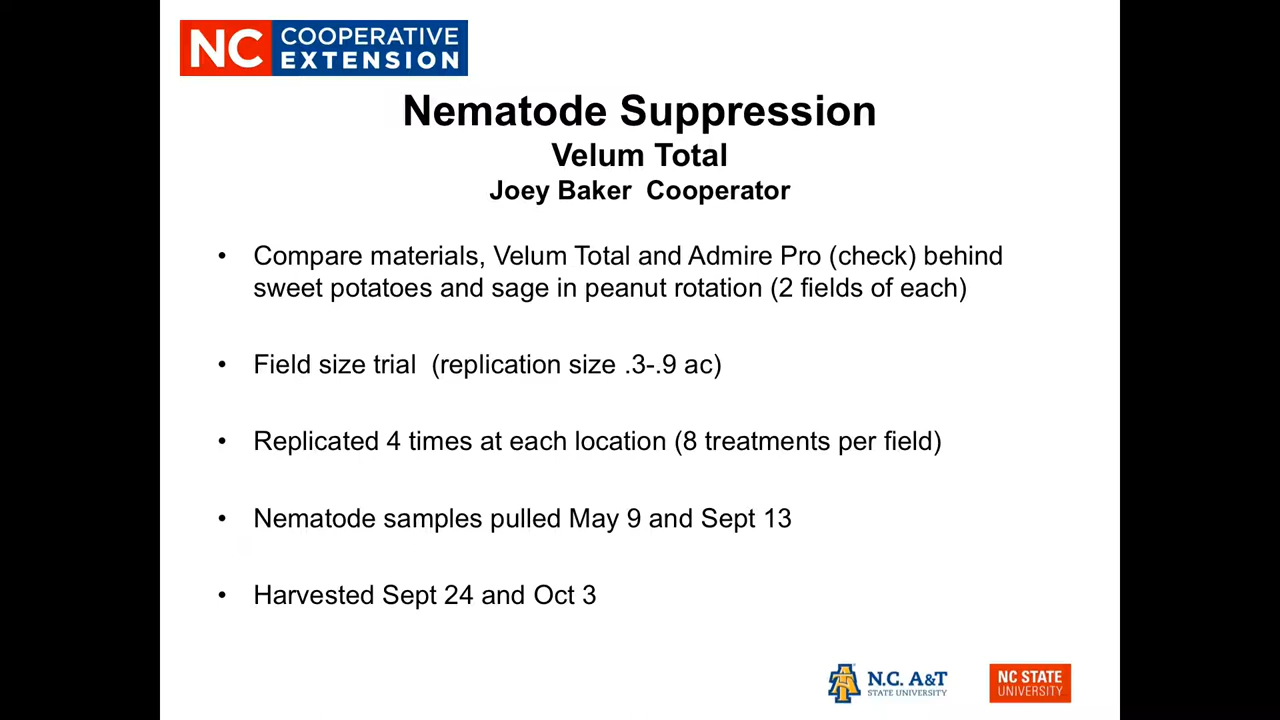 NC COOPERATIVE
EXTENSION
Nematode Suppression
Velum Total
Joey Baker  Cooperator
• Compare materials, Velum Total and Admire Pro (check) behind
sweet potatoes and sage in peanut rotation (2 fields of each)
• Field size trial  (replication size .3-.9 ac)
• Replicated 4 times at each location (8 treatments per field)
• Nematode samples pulled May 9 and Sept 13
• Harvested Sept 24 and Oct 3
N.C. A&T
STATE UNIVERSITY
NC STATE
UNIVERSITY